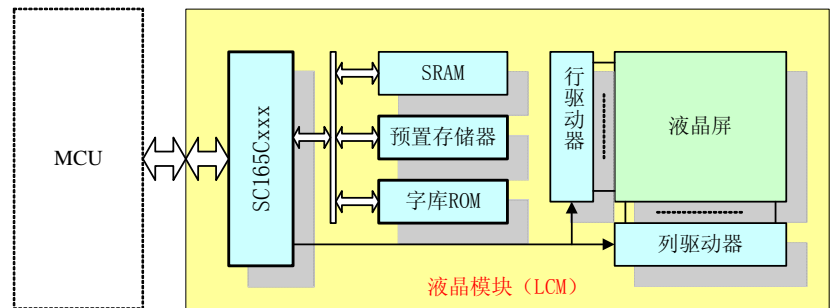 MCU
SC165Cxxx
SRAM
预置存储器
字库ROM
行驱动器
液晶屏
列驱动器
液晶模块（LCM）